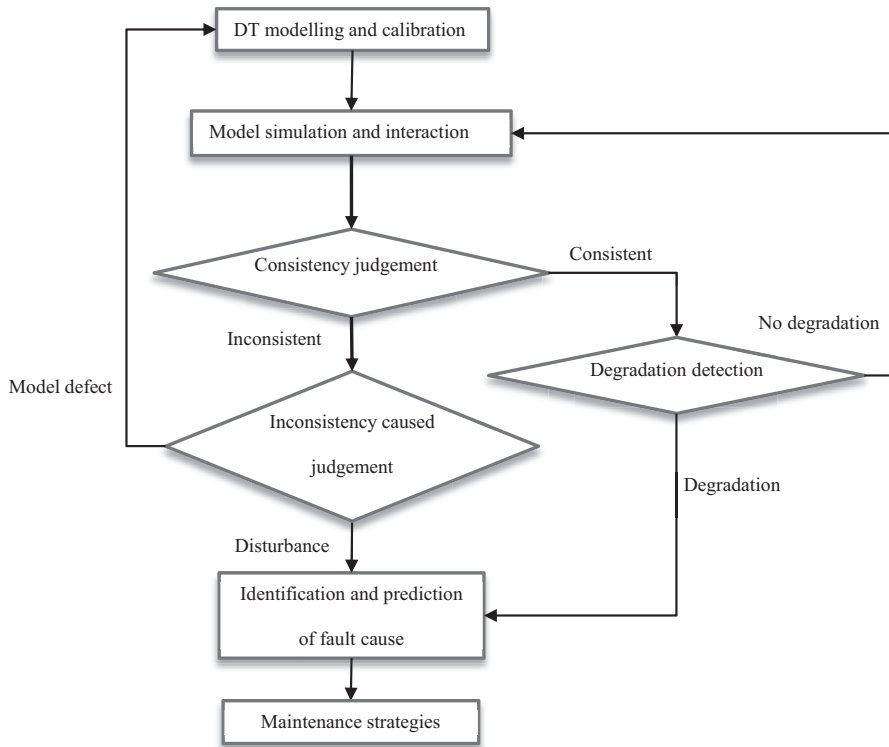 DT modelling and calibration
Model simulation and interaction
Consistency judgement
Consistent
No degradation
Inconsistent
Degradation detection
Model defect
Inconsistency caused
judgement
Degradation
Disturbance
Identification and prediction
of fault cause
Maintenance strategies